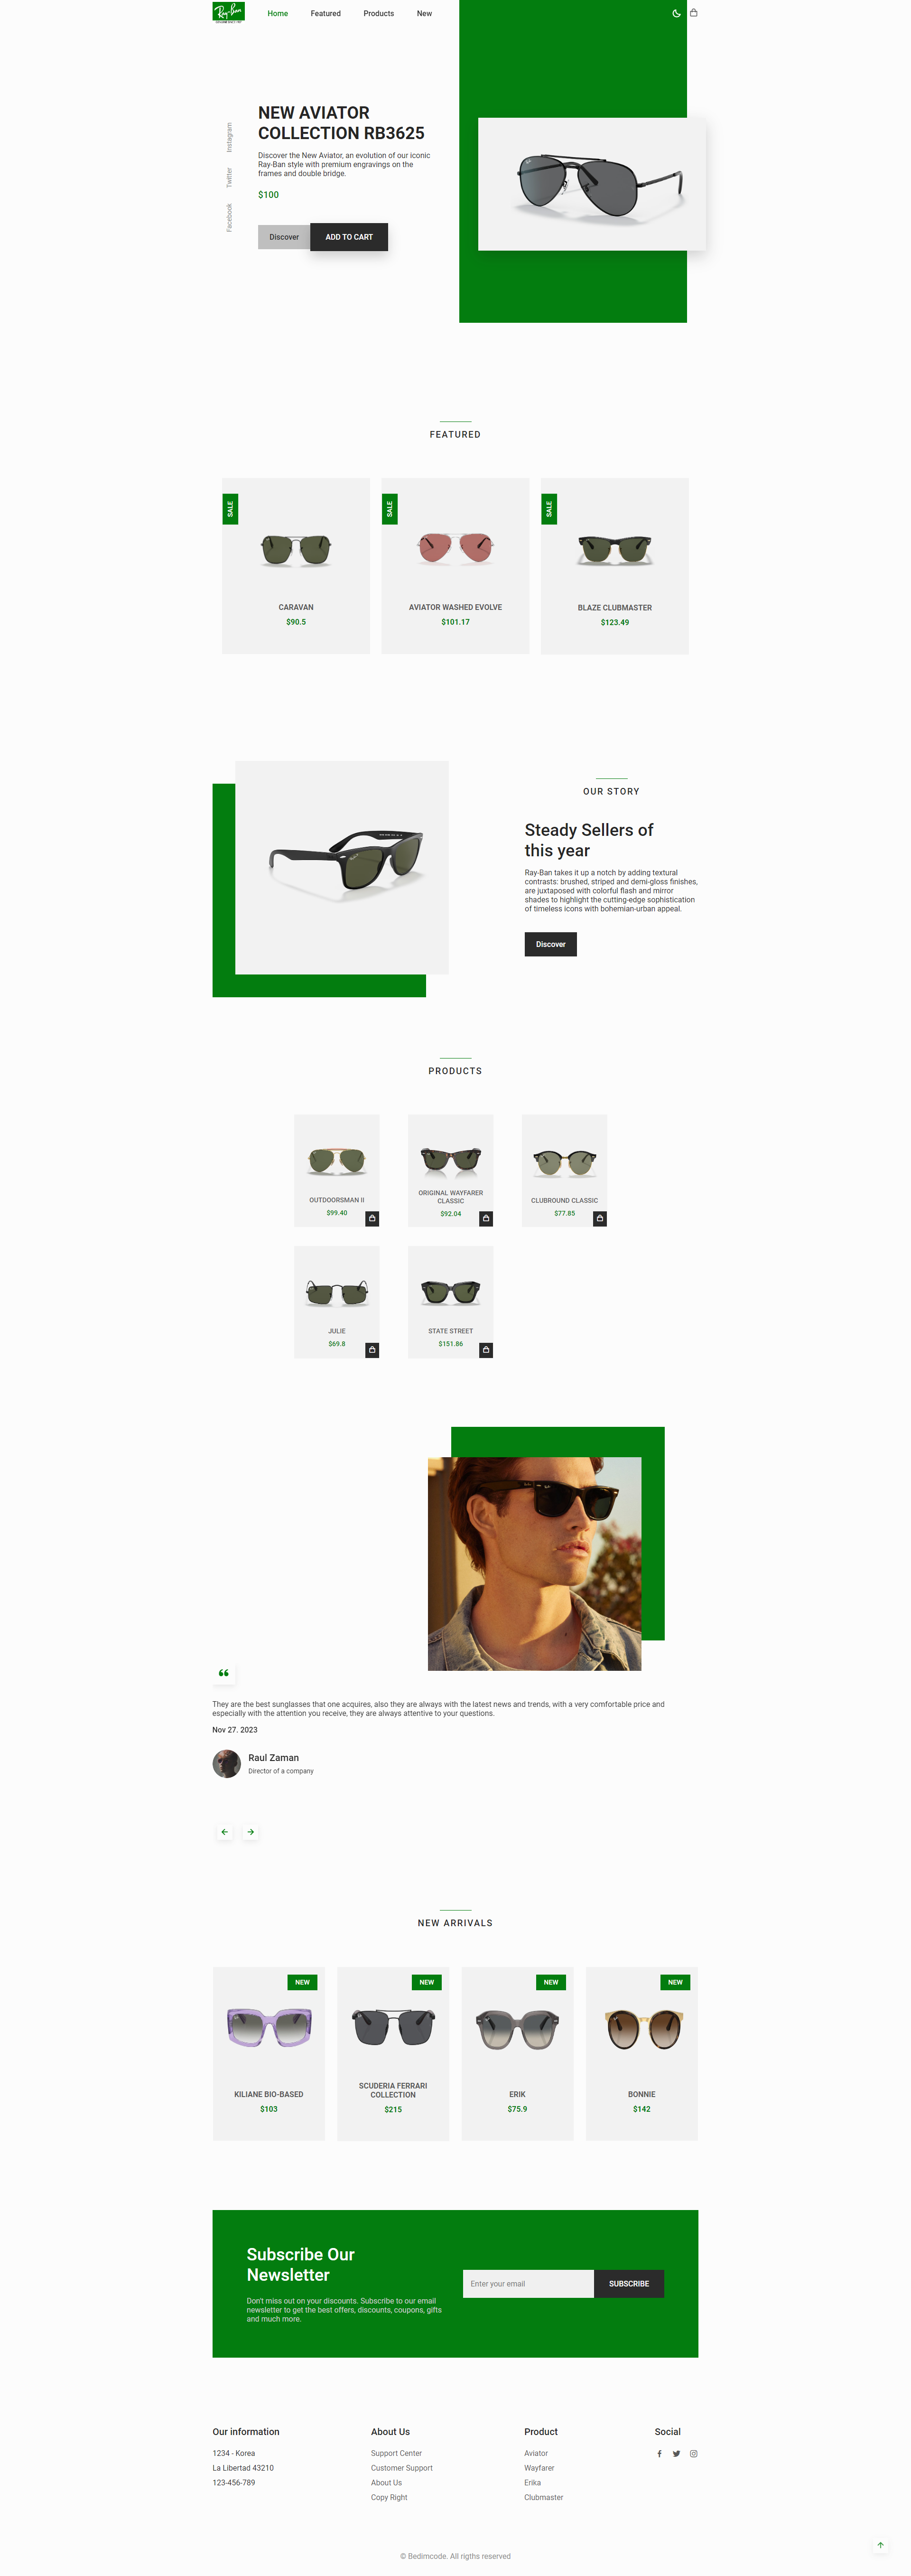 Ray-Ban
Home
Featured
Products
New
Instagram
Twitter
Facebook
NEW AVIATOR
COLLECTION RB3625
Discover the New Aviator, an evolution of our iconic
Ray-Ban style with premium engravings on the
frames and double bridge.
$100
Discover
ADD TO CART
FEATURED
SALE
CARAVAN
$90.5
SALE
AVIATOR WASHED EVOLVE
$101.17
SALE
BLAZE CLUBMASTER
$123.49
OUR STORY
Steady Sellers of
this year
Ray-Ban takes it up a notch by adding textural
contrasts: brushed, striped and demi-gloss finishes,
are juxtaposed with colorful flash and mirror
shades to highlight the cutting-edge sophistication
of timeless icons with bohemian-urban appeal.
Discover
PRODUCTS
OUTDOORSMAN II
$99.40
ORIGINAL WAYFARER
CLASSIC
$92.04
CLUBROUND CLASSIC
$77.85
JULIE
$69.8
STATE STREET
$151.86
They are the best sunglasses that one acquires, also they are always with the latest news and trends, with a very comfortable price and
especially with the attention you receive, they are always attentive to your questions.
Nov 27. 2023
Raul Zaman
Director of a company
NEW ARRIVALS
NEW
KILIANE BIO-BASED
$103
NEW
SCUDERIA FERRARI
COLLECTION
$215
NEW
ERIK
$75.9
NEW
BONNIE
$142
Subscribe Our
Newsletter
Don't miss out on your discounts. Subscribe to our email
newsletter to get the best offers, discounts, coupons, gifts
and much more.
Enter your email
SUBSCRIBE
Our information
1234 - Korea
La Libertad 43210
123-456-789
About Us
Support Center
Customer Support
About Us
Copy Right
Product
Aviator
Wayfarer
Erika
Clubmaster
Social
© Bedimcode. All rigths reserved